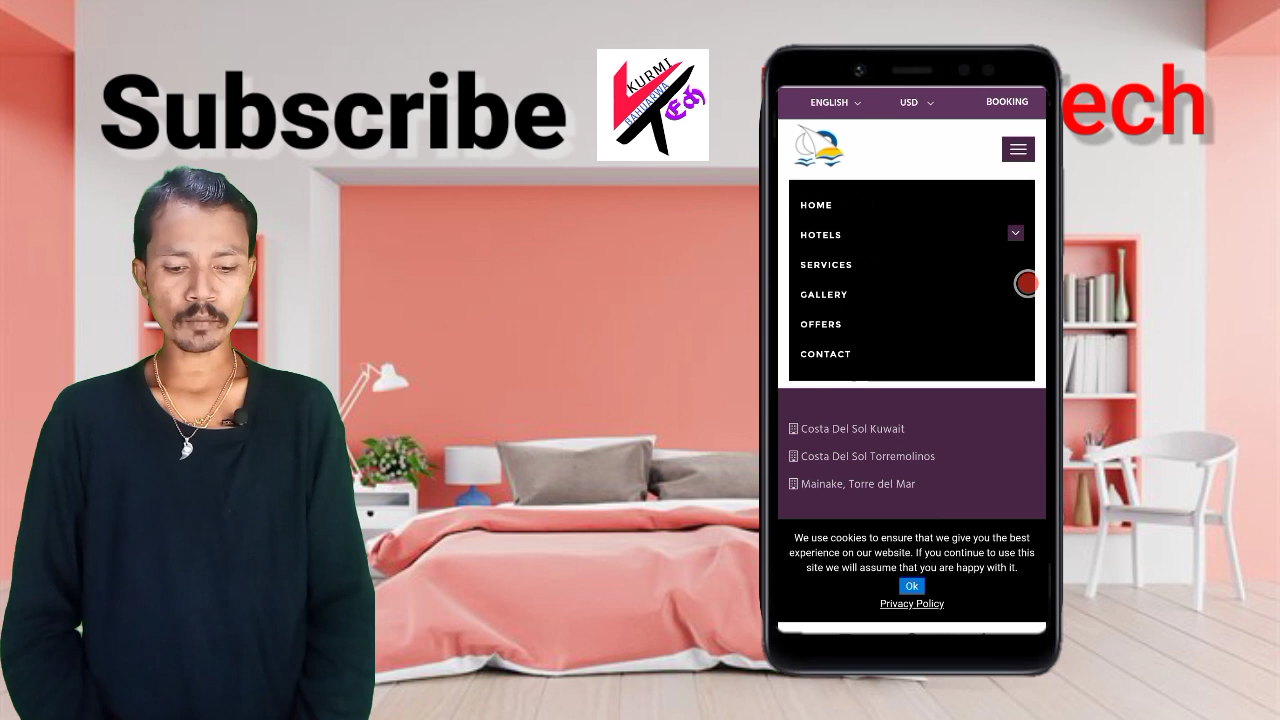 Subscribe
KURMI
BANJARWA
ech
ENGLISH
USD
BOOKING
HOME
HOTELS
SERVICES
GALLERY
OFFERS
CONTACT
Costa Del Sol Kuwait
Costa Del Sol Torremolinos
Mainake, Torre del Mar
We use cookies to ensure that we give you the best
experience on our website. If you continue to use this
site we will assume that you are happy with it.
Ok
Privacy Policy